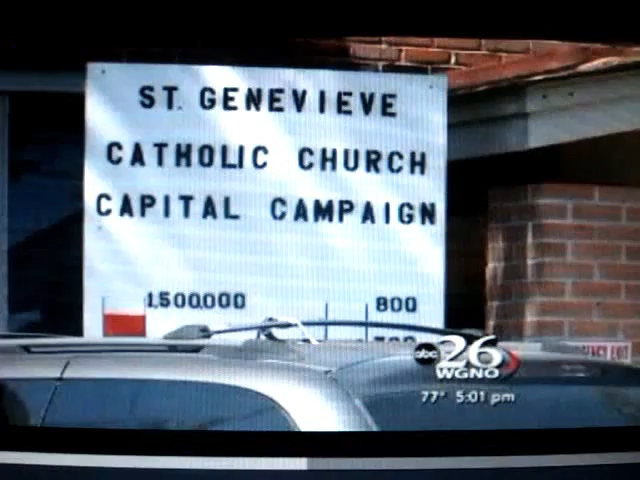 ST. GENEVIEVE
CATHOLIC CHURCH
CAPITAL CAMPAIGN
1,500,000 800
abc 26
WGNO
77° 5:01 pm